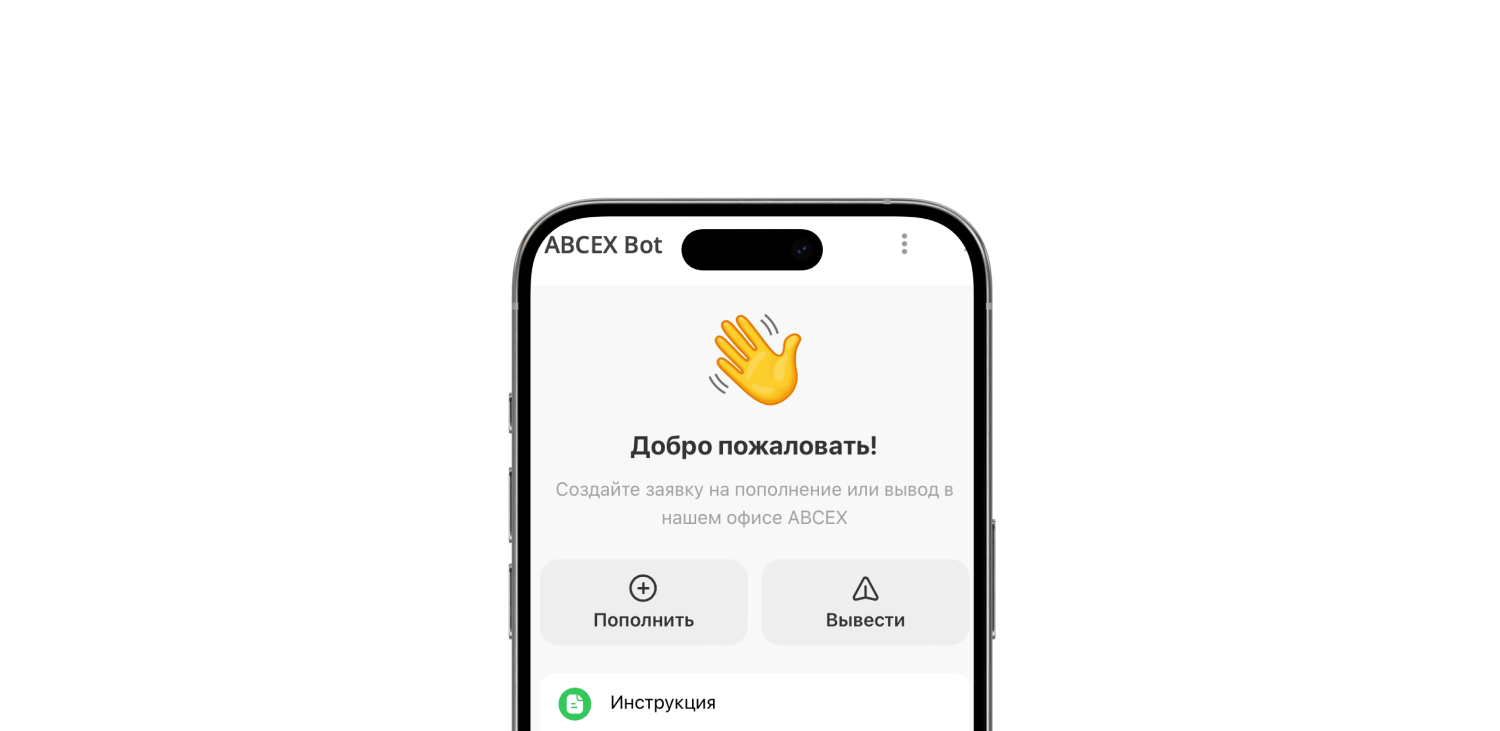 ABCEX Bot
Добро пожаловать!
Создайте заявку на пополнение или вывод в
нашем офисе ABCEX
Пополнить
Вывести
Инструкция